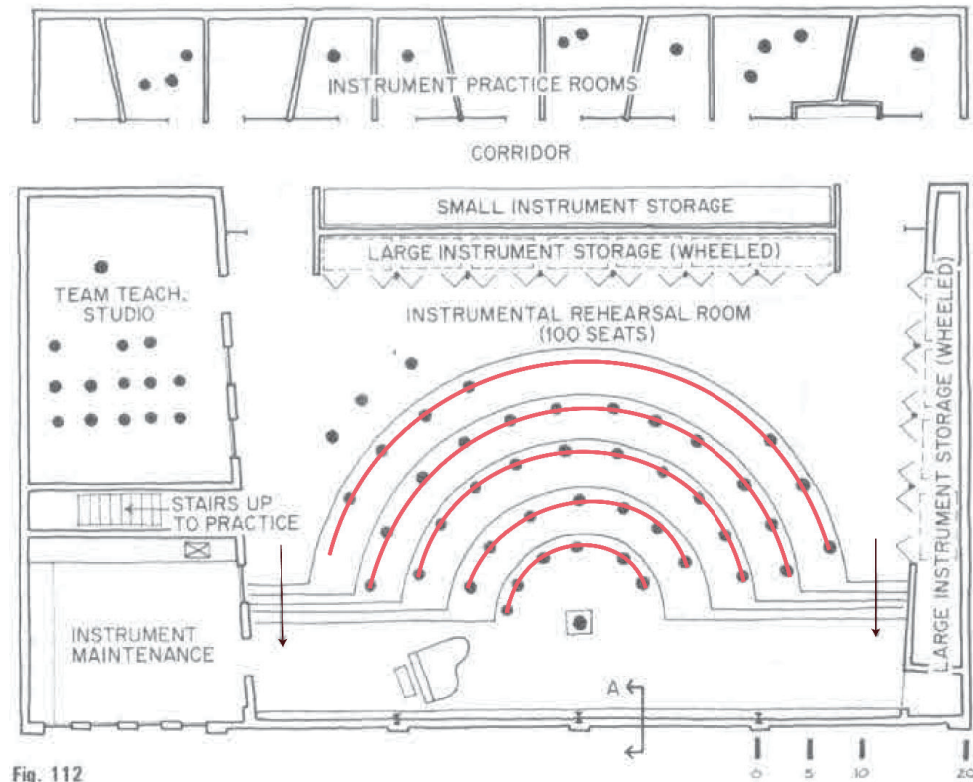 INSTRUMENT PRACTICE ROOMS
CORRIDOR
SMALL INSTRUMENT STORAGE
LARGE INSTRUMENT STORAGE (WHEELED)
TEAM TEACH.
STUDIO
INSTRUMENTAL REHEARSAL ROOM
(100 SEATS)
LARGE INSTRUMENT STORAGE (WHEELED)
STAIRS UP
TO PRACTICE
INSTRUMENT
MAINTENANCE
A
0 5 10 20
Fig. 112